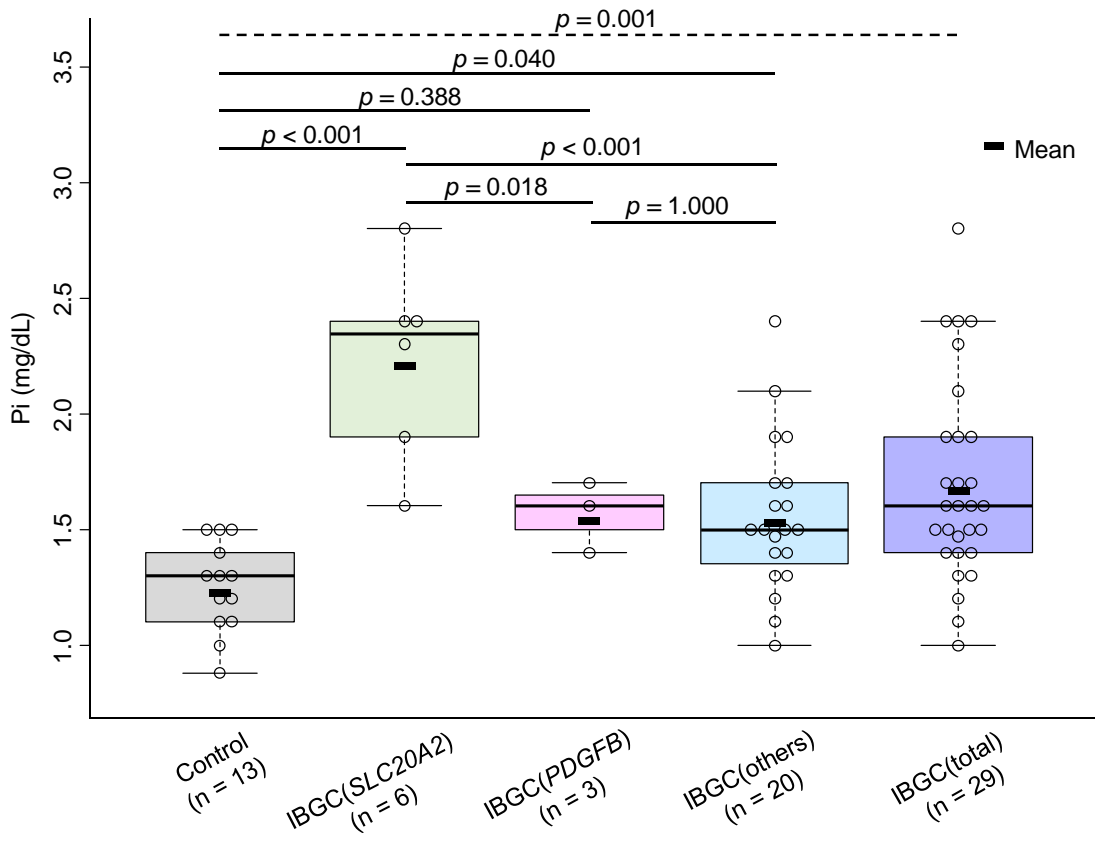 p = 0.001
p = 0.040
p = 0.388
p < 0.001
p < 0.001
p = 0.018
p = 1.000
Mean
Pi (mg/dL)
3.5
3.0
2.5
2.0
1.5
1.0
Control
(n = 13)
IBGC(SLC20A2)
(n = 6)
IBGC(PDGFB)
(n = 3)
IBGC(others)
(n = 20)
IBGC(total)
(n = 29)